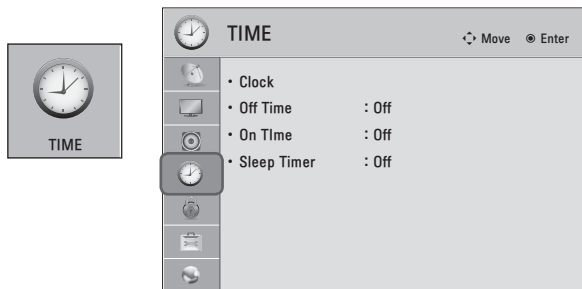 TIME
TIME
Move
Enter
• Clock
• Off Time : Off
• On TIme : Off
• Sleep Timer : Off